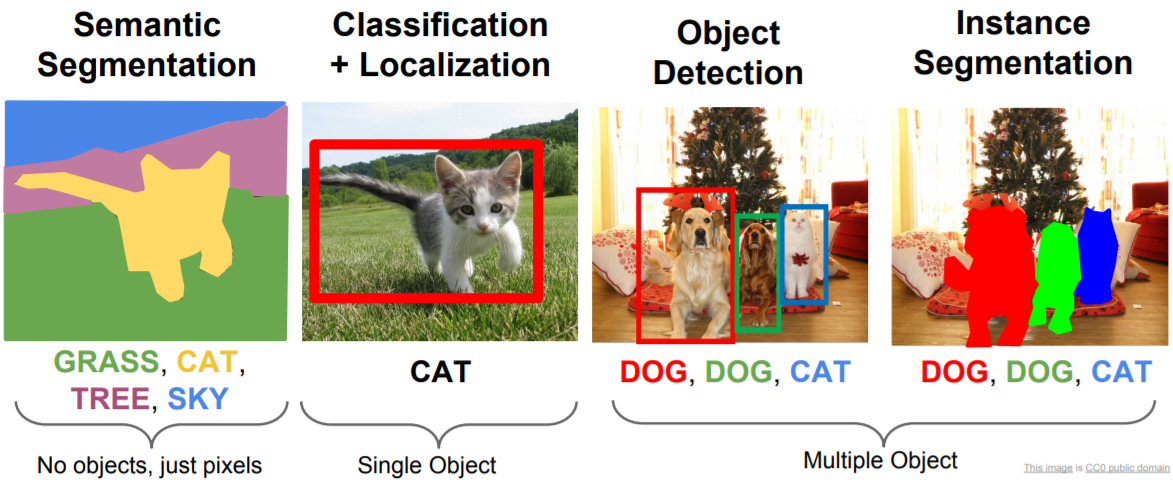 Semantic
Segmentation
Classification
+ Localization
Object
Detection
Instance
Segmentation
GRASS, CAT,
TREE, SKY
CAT
DOG, DOG, CAT
DOG, DOG, CAT
No objects, just pixels
Single Object
Multiple Object
This image is CC0 public domain